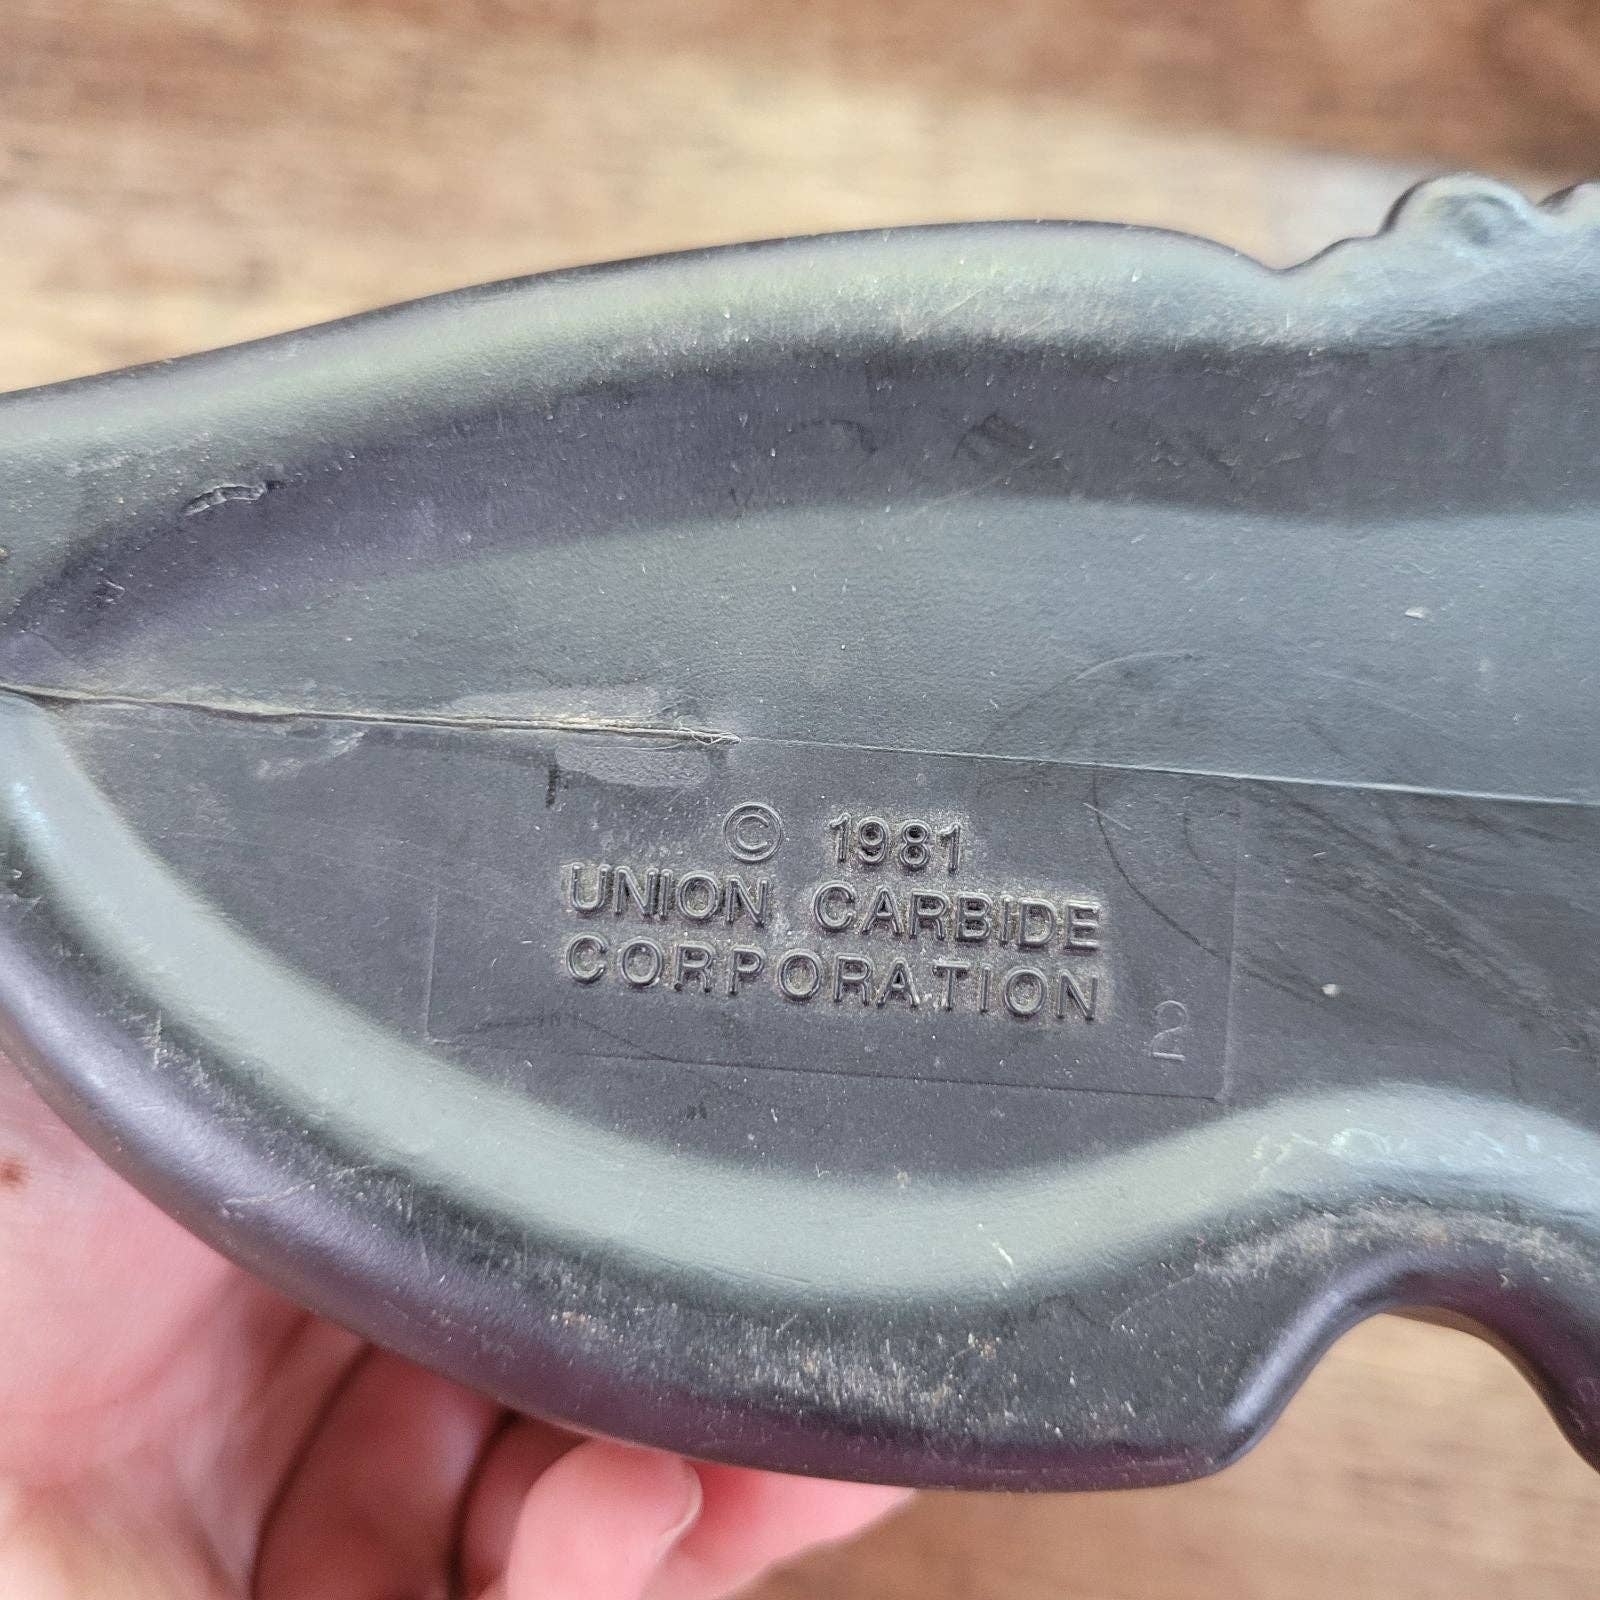 © 1981
UNION CARBIDE
CORPORATION
2